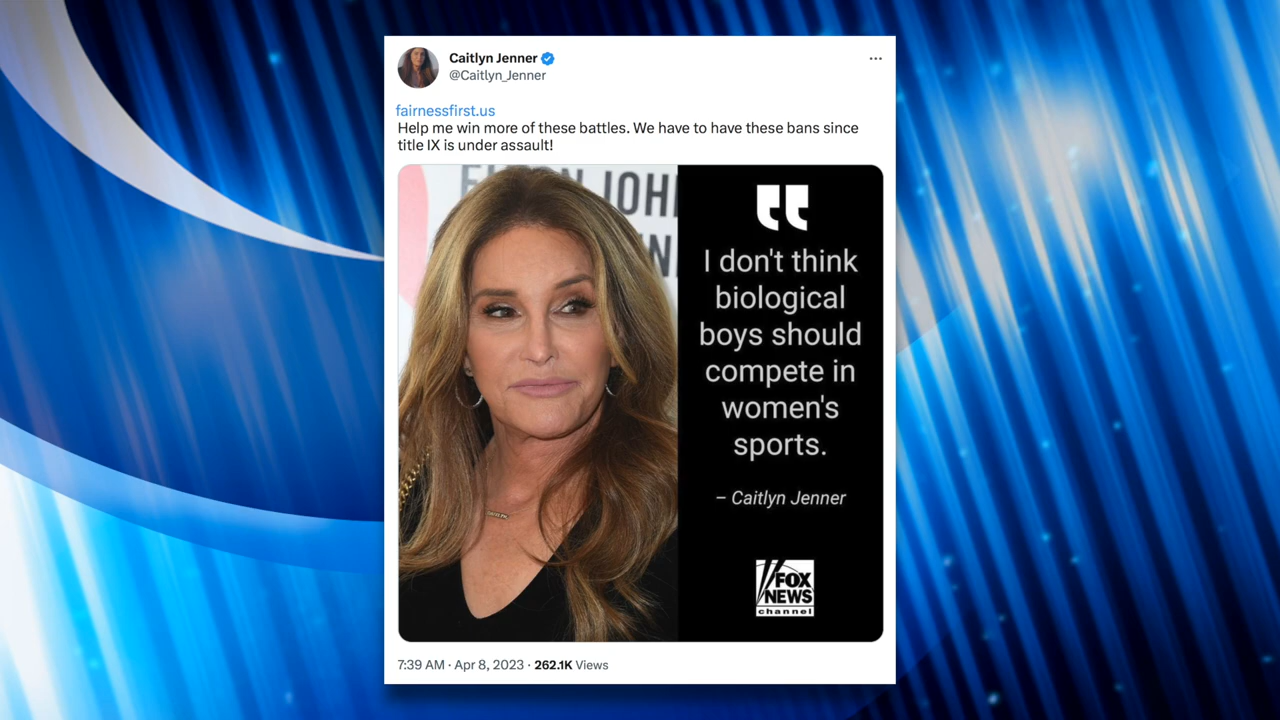 Caitlyn Jenner
@Caitlyn_Jenner
fairnessfirst.us
Help me win more of these battles. We have to have these bans since
title IX is under assault!
JOH
I don't think
biological
boys should
compete in
women's
sports.
– Caitlyn Jenner
FOX
NEWS
channel
7:39 AM · Apr 8, 2023 · 262.1K Views